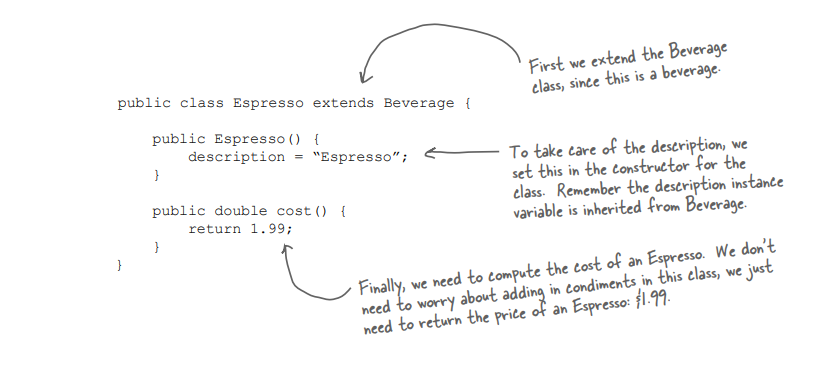 First we extend the Beverage
class, since this is a beverage.
public class Espresso extends Beverage {
public Espresso() {
description = “Espresso”;
}
To take care of the description, we
set this in the constructor for the
class. Remember the description instance
variable is inherited from Beverage.
public double cost() {
return 1.99;
}
}
Finally, we need to compute the cost of an Espresso. We don't
need to worry about adding in condiments in this class, we just
need to return the price of an Espresso: $1.99.